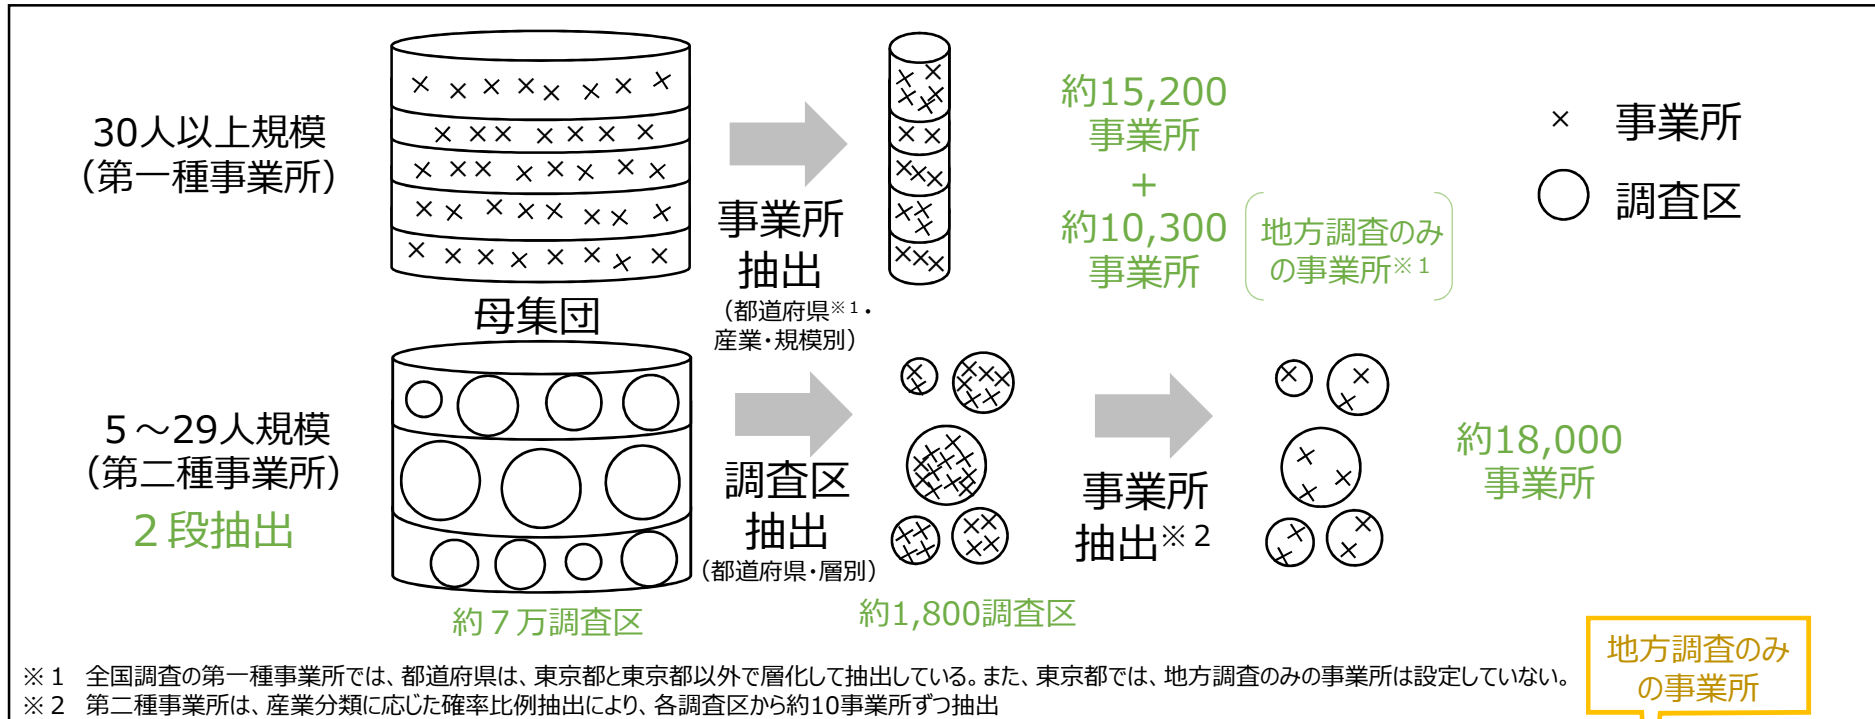 30人以上規模
（第一種事業所）
母集団
事業所
抽出
（都道府県※1・
産業・規模別）
約15,200
事業所
+
約10,300
事業所
地方調査のみ
の事業所※1
× 事業所
調査区
5～29人規模
（第二種事業所）
2段抽出
約7万調査区
調査区
抽出
（都道府県・層別）
約1,800調査区
事業所
抽出※2
約18,000
事業所
※1 全国調査の第一種事業所では、都道府県は、東京都と東京都以外で層化して抽出している。また、東京都では、地方調査のみの事業所は設定していない。
※2 第二種事業所は、産業分類に応じた確率比例抽出により、各調査区から約10事業所ずつ抽出
地方調査のみ
の事業所